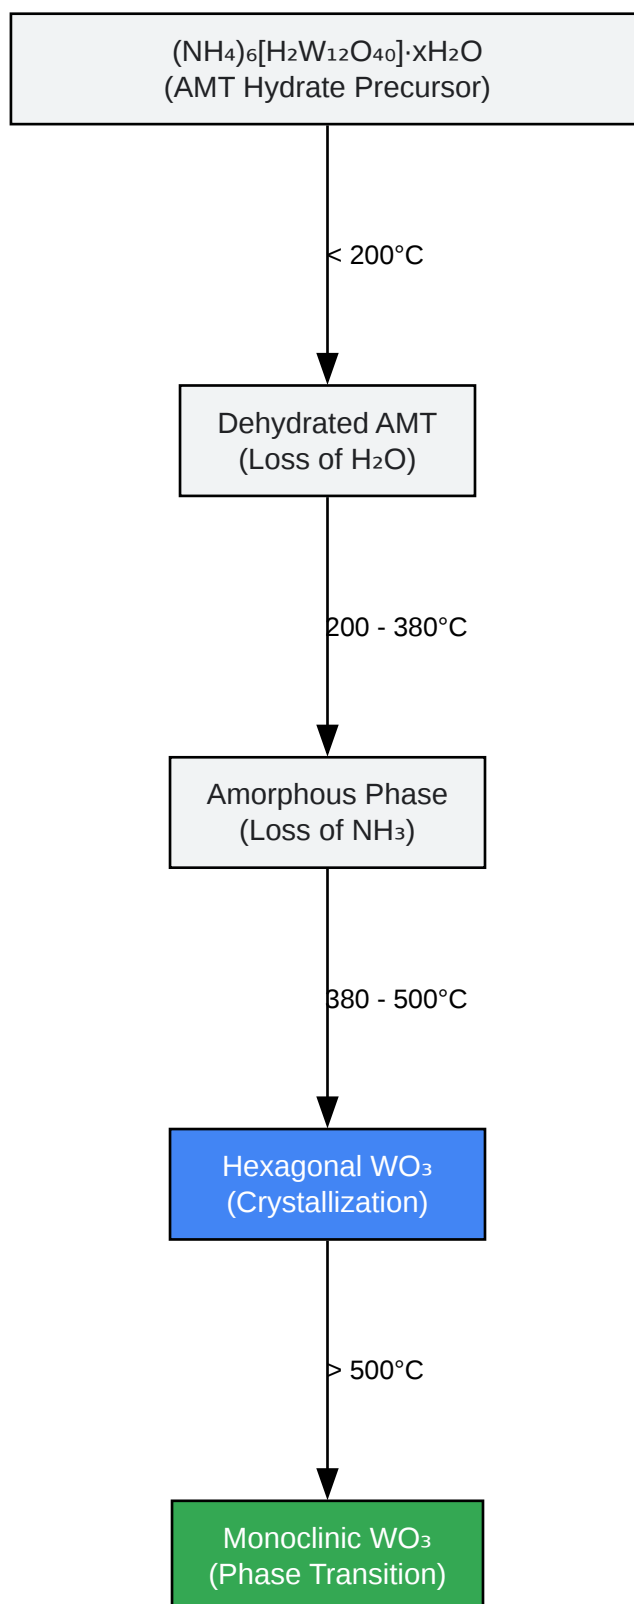 (NH₄)₆[H₂W₁₂O₄₀]·xH₂O
(AMT Hydrate Precursor)
< 200°C
Dehydrated AMT
(Loss of H₂O)
200 - 380°C
Amorphous Phase
(Loss of NH₃)
380 - 500°C
Hexagonal WO₃
(Crystallization)
> 500°C
Monoclinic WO₃
(Phase Transition)